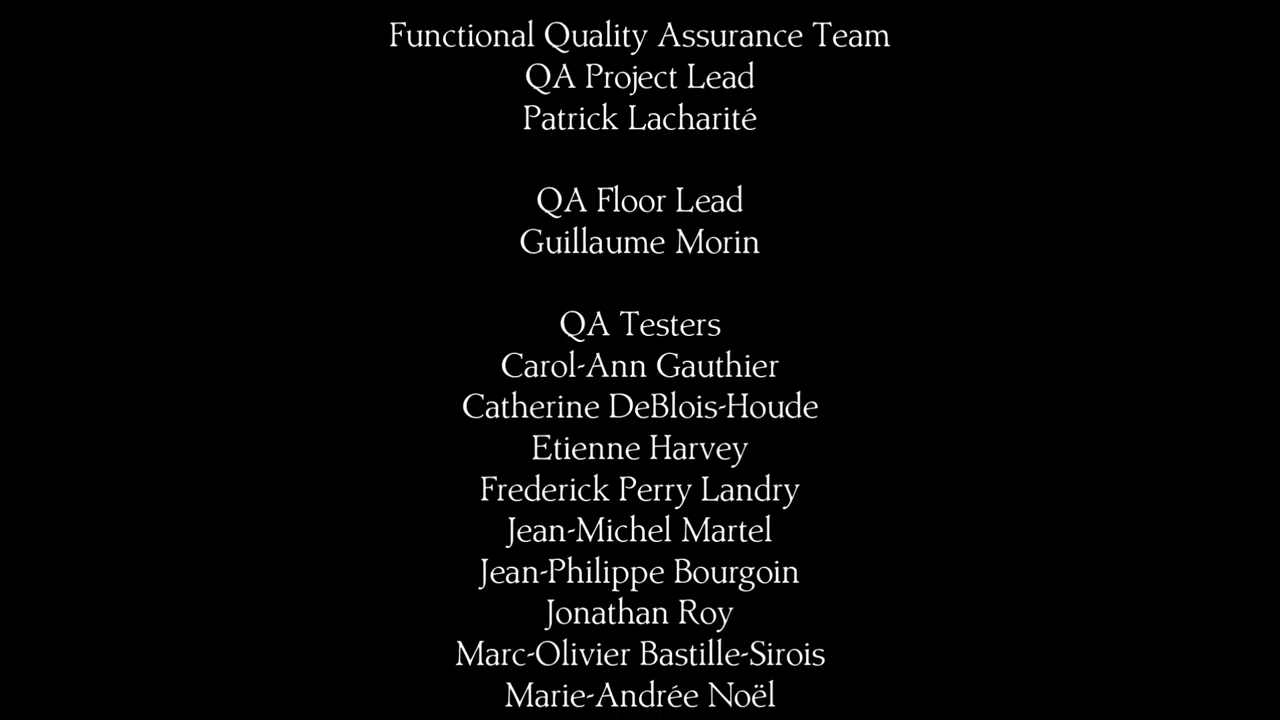 Functional Quality Assurance Team
QA Project Lead
Patrick Lacharité
QA Floor Lead
Guillaume Morin
QA Testers
Carol-Ann Gauthier
Catherine DeBlois-Houde
Etienne Harvey
Frederick Perry Landry
Jean-Michel Martel
Jean-Philippe Bourgoin
Jonathan Roy
Marc-Olivier Bastille-Sirois
Marie-Andrée Noël